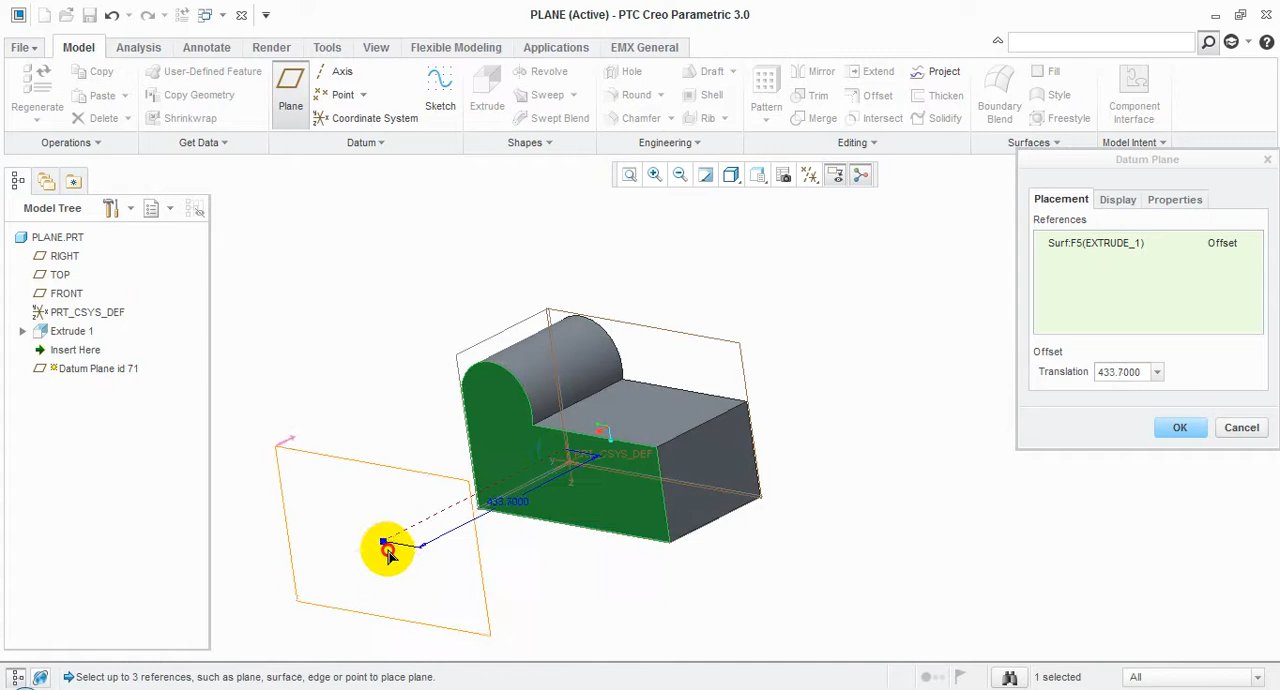 PLANE (Active) - PTC Creo Parametric 3.0
File Model Analysis Annotate Render Tools View Flexible Modeling Applications EMX General
Regenerate
Copy
Paste
Delete
User-Defined Feature
Copy Geometry
Shrinkwrap
Plane
Axis
Point
Coordinate System
Sketch
Extrude
Revolve
Sweep
Swept Blend
Hole
Round
Chamfer
Draft
Shell
Rib
Pattern
Mirror
Trim
Merge
Extend
Offset
Intersect
Project
Thicken
Solidify
Boundary
Blend
Fill
Style
Freestyle
Component
Interface
Operations Get Data Datum Shapes Engineering Editing Surfaces Model Intent
Model Tree
PLANE.PRT
RIGHT
TOP
FRONT
PRT_CSYS_DEF
Extrude 1
Insert Here
Datum Plane id 71
PRT_CSYS_DEF
433.7000
Datum Plane
Placement Display Properties
References
Surf:F5(EXTRUDE_1) Offset
Offset
Translation 433.7000
OK Cancel
Select up to 3 references, such as plane, surface, edge or point to place plane.
1 selected
All